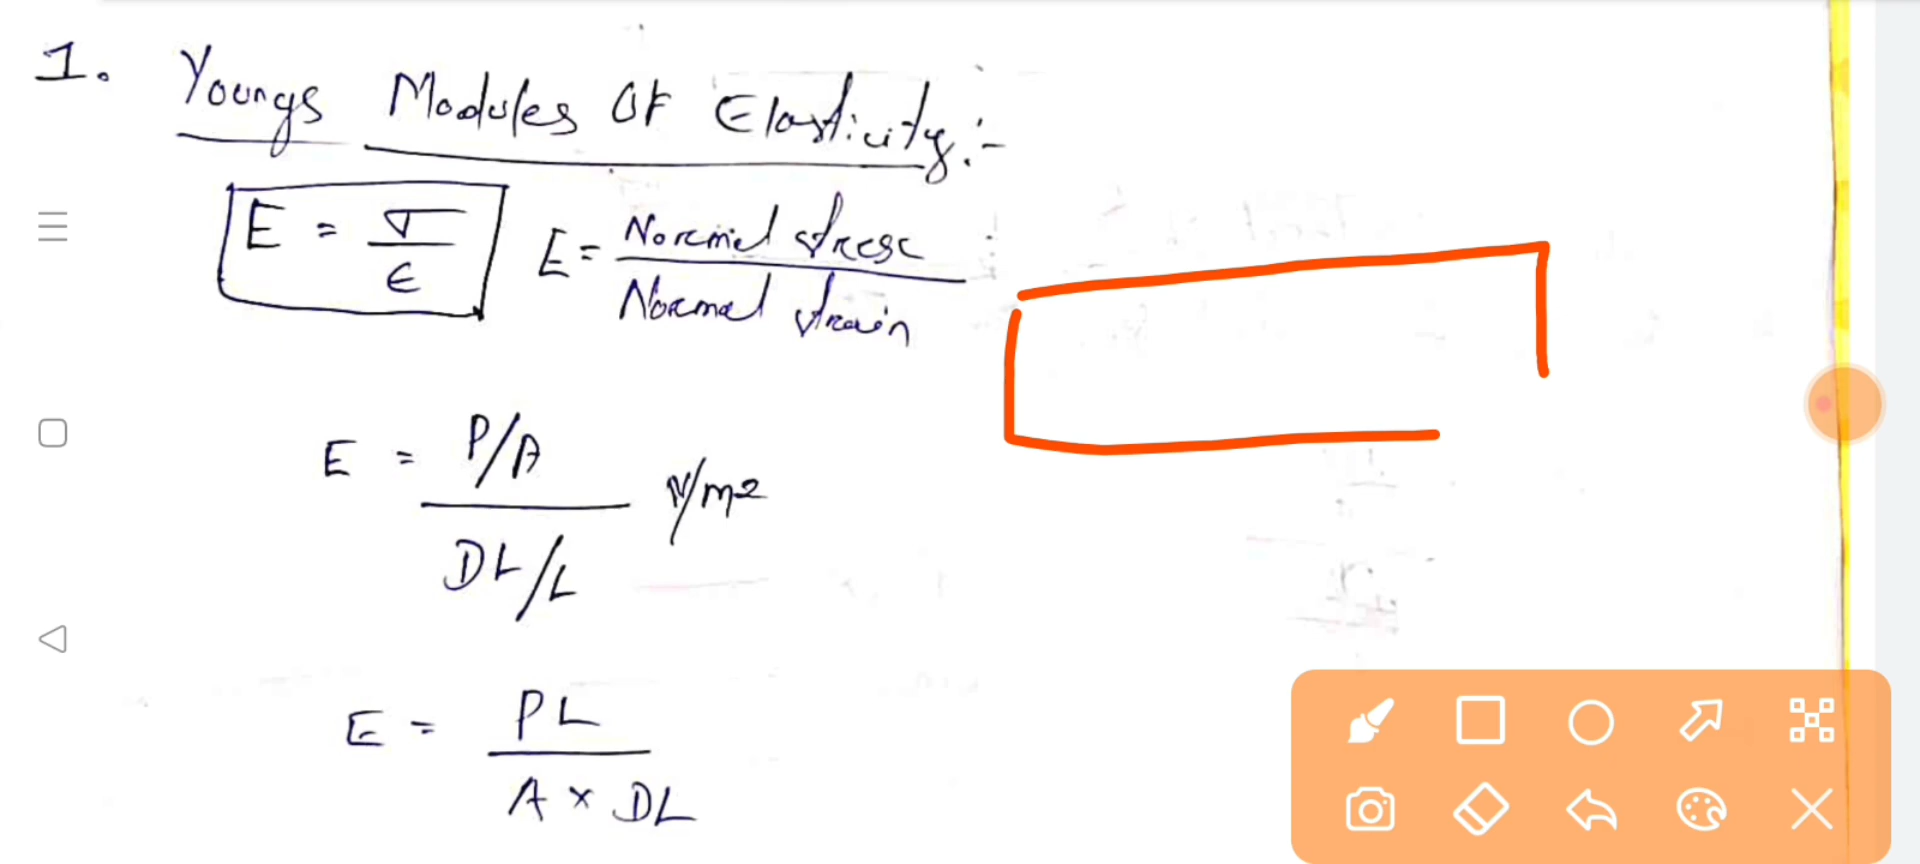 1. Youngs Modules Of Elasticity:-
E = σ/ϵ E = Normal stress / Normal strain
E = P/A / DL/L N/m2
E = PL / A × DL